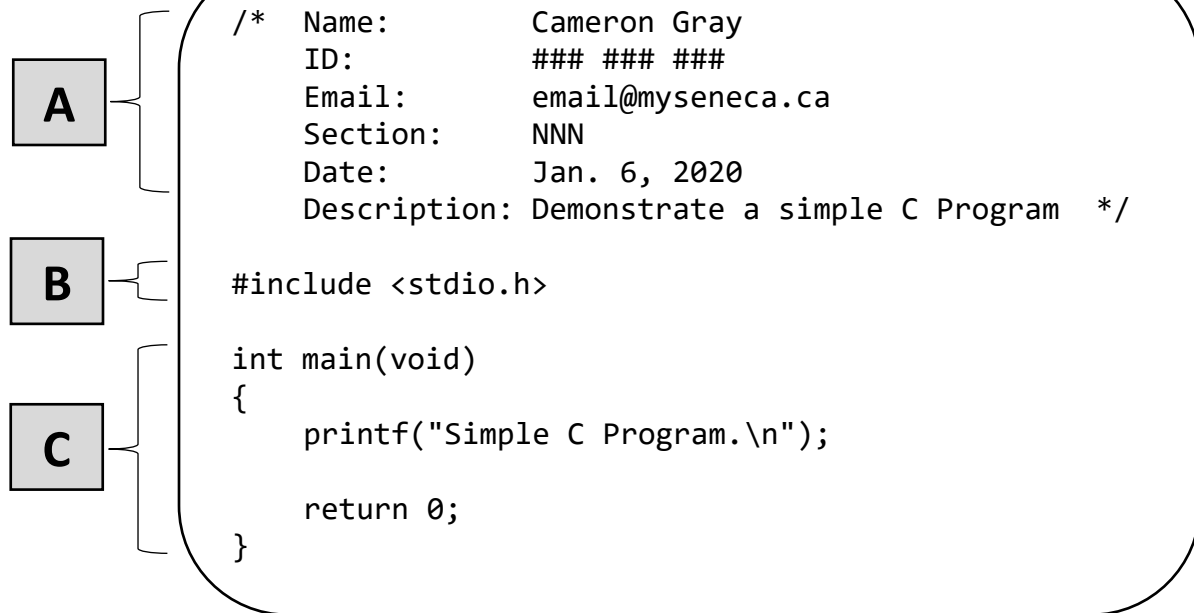 /*  Name:        Cameron Gray
    ID:          ### ### ###
A
    Email:       email@myseneca.ca
    Section:     NNN
    Date:        Jan. 6, 2020
    Description: Demonstrate a simple C Program  */
B
#include <stdio.h>
int main(void)
{
    printf("Simple C Program.\n");
C
    return 0;
}